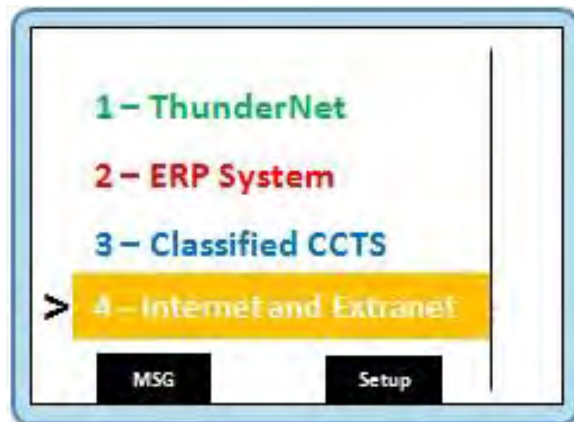 1 – ThunderNet
2 – ERP System
3 – Classified CCTS
> 4 – Internet and Extranet
MSG Setup